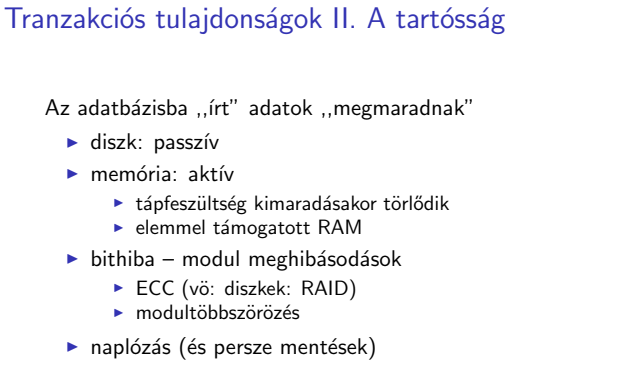 Tranzakciós tulajdonságok II. A tartósság
Az adatbázisba ,,írt” adatok ,,megmaradnak”
▶ diszk: passzív
▶ memória: aktív
▶ tápfeszültség kimaradásakor törlődik
▶ elemmel támogatott RAM
▶ bithiba – modul meghibásodások
▶ ECC (vö: diszkek: RAID)
▶ modultöbbszörözés
▶ naplózás (és persze mentések)